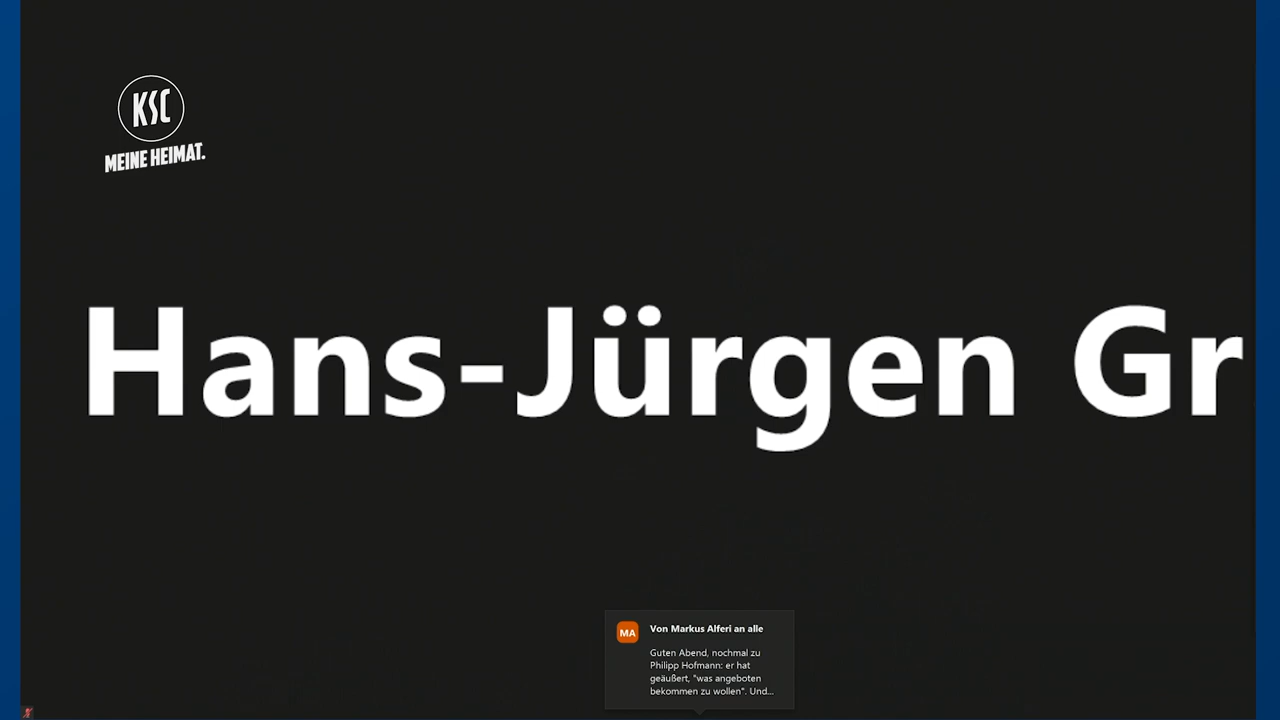 KSC
MEINE HEIMAT.
Hans-Jürgen Gr
MA
Von Markus Alferi an alle
Guten Abend, nochmal zu
Philipp Hofmann: er hat
geäußert, "was angeboten
bekommen zu wollen". Und...